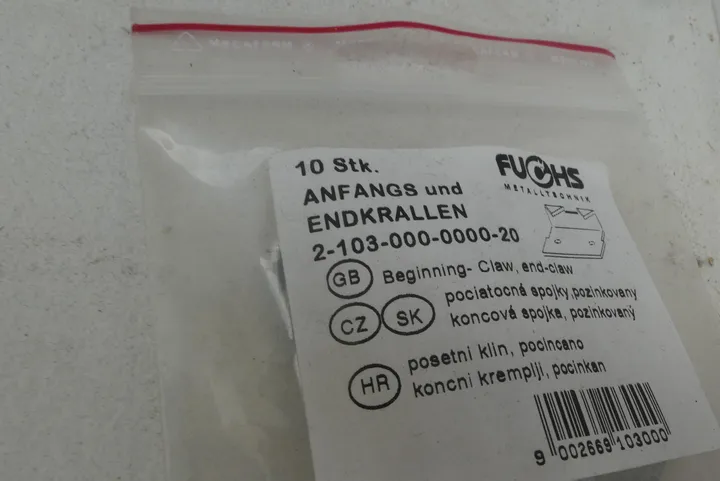 10 Stk.
FUCHS
METALLTECHNIK
ANFANGS und
ENDKRALLEN
2-103-000-0000-20
GB Beginning- Claw, end-claw
CZ SK pociatocná spojky,pozinkovany
koncová spojka, pozinkovaný
HR posetni klin, pocincano
koncni kremplji, pocinkan
9 002669 103000